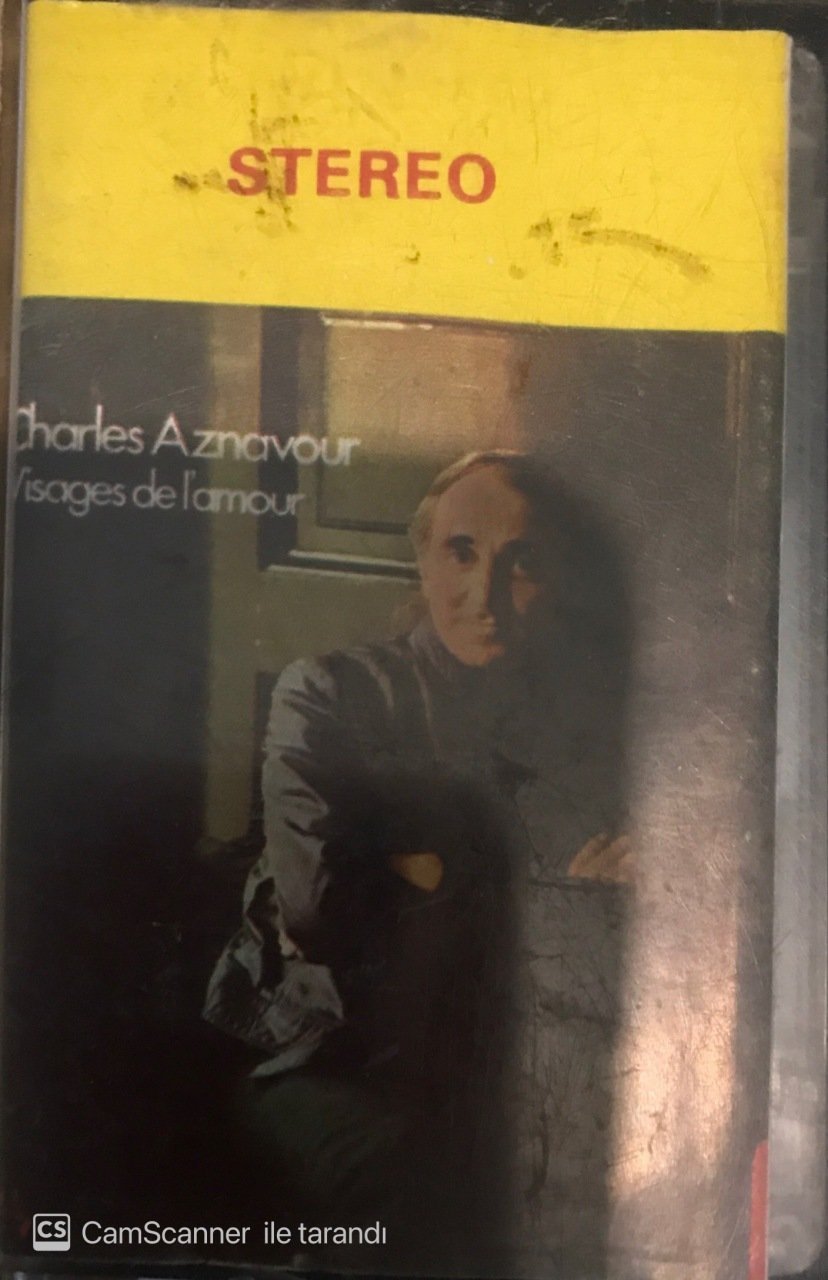 STEREO
Charles Aznavour
Visages de l'amour
CS CamScanner ile tarandı